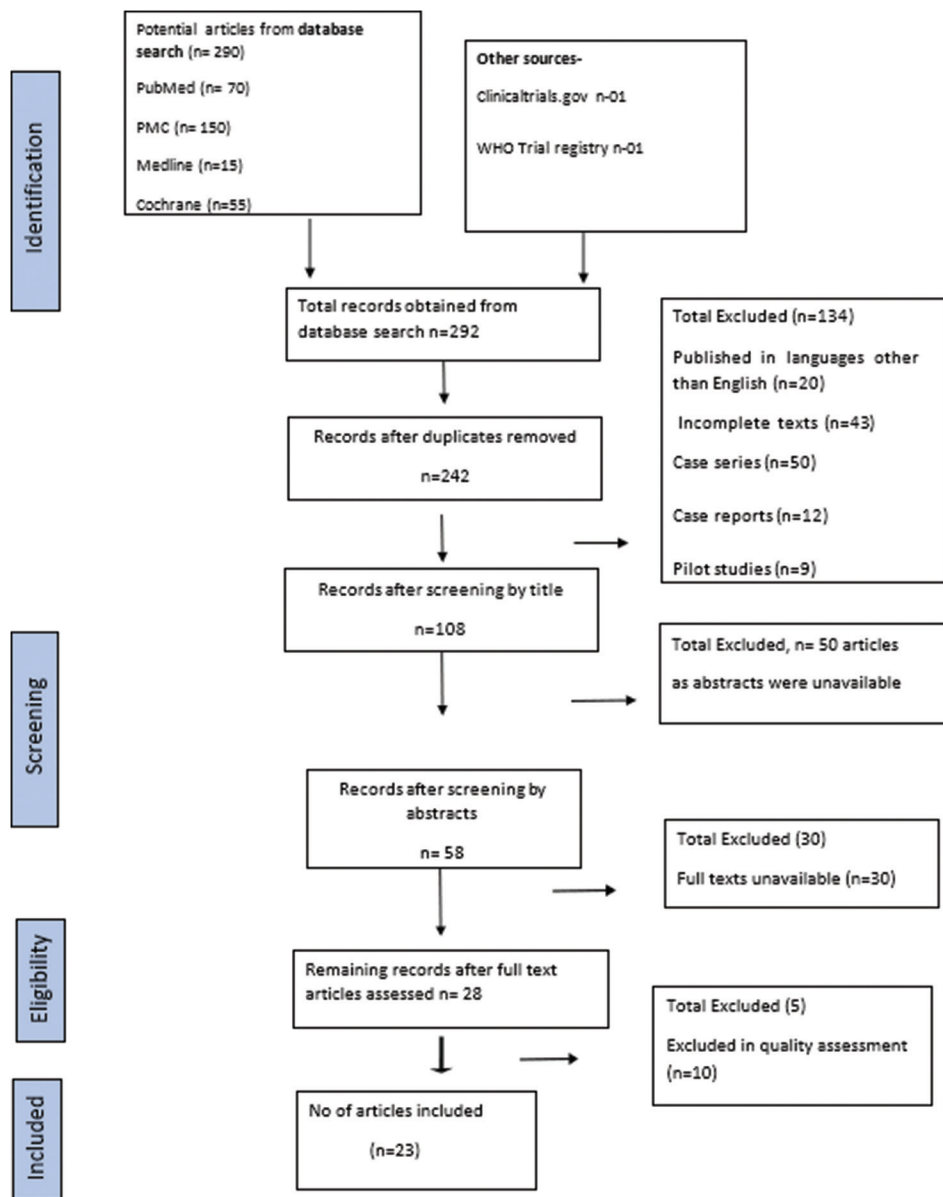 Potential articles from database
search (n= 290)
PubMed (n= 70)
PMC (n= 150)
Medline (n=15)
Cochrane (n=55)
Other sources-
Clinicaltrials.gov n-01
WHO Trial registry n-01
Identification
Total records obtained from
database search n=292
Records after duplicates removed
n=242
Total Excluded (n=134)
Published in languages other
than English (n=20)
Incomplete texts (n=43)
Case series (n=50)
Case reports (n=12)
Pilot studies (n=9)
Records after screening by title
n=108
Screening
Total Excluded, n= 50 articles
as abstracts were unavailable
Records after screening by
abstracts
n= 58
Total Excluded (30)
Full texts unavailable (n=30)
Eligibility
Remaining records after full text
articles assessed n= 28
Total Excluded (5)
Excluded in quality assessment
(n=10)
Included
No of articles included
(n=23)